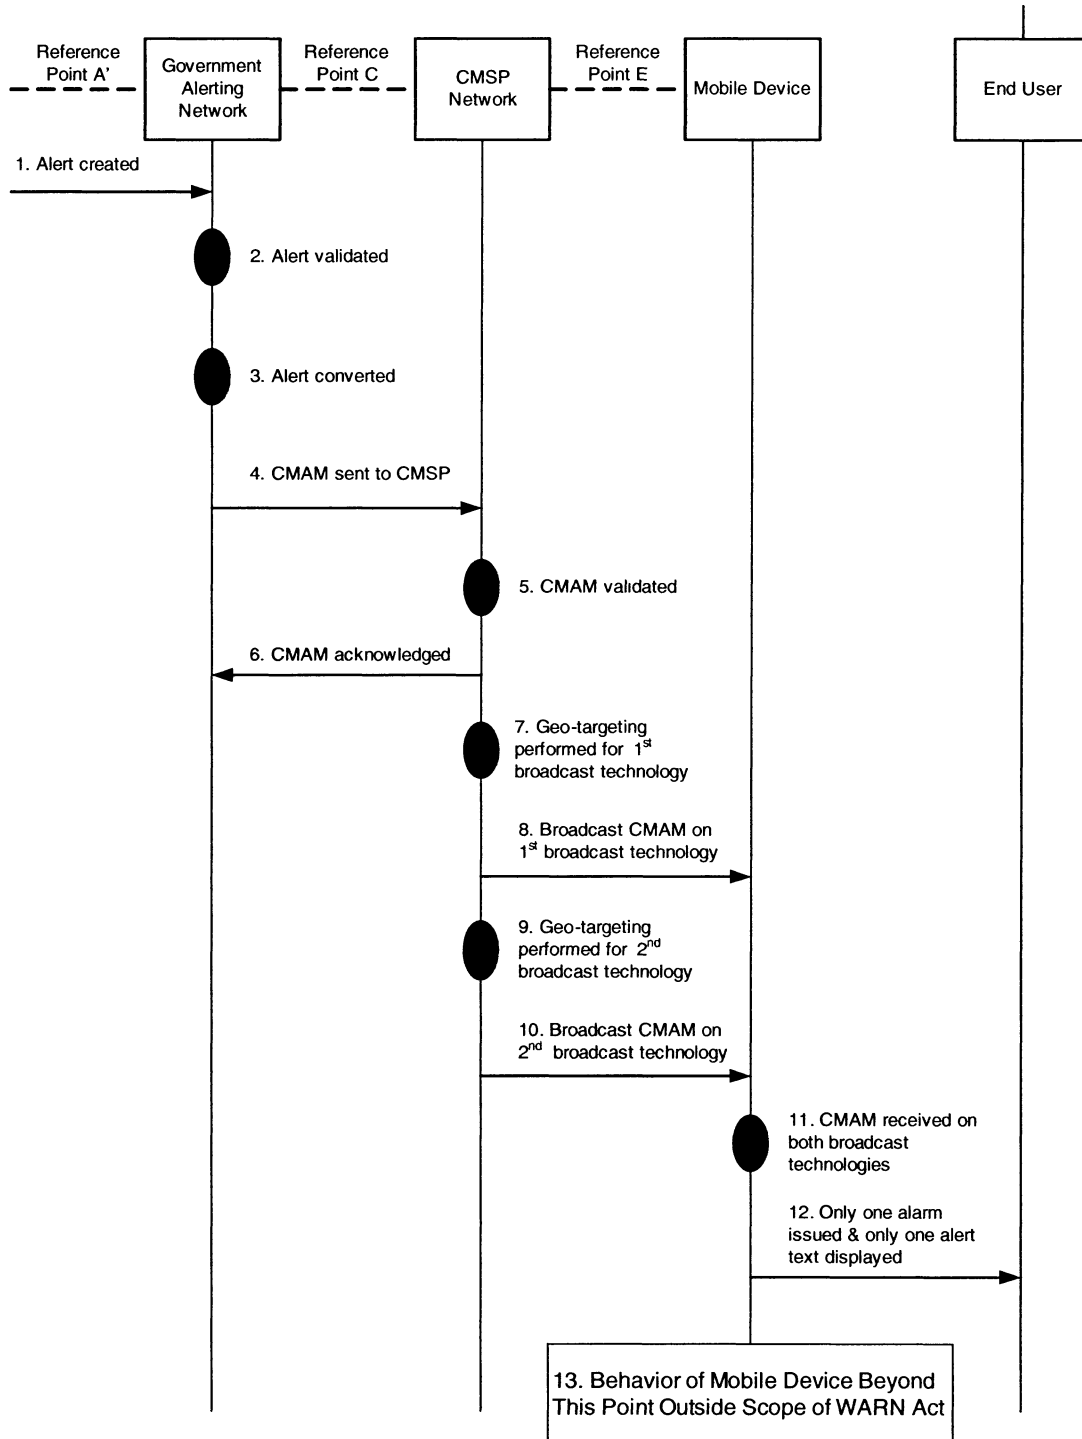 Reference
Point A'
Government
Alerting
Network
Reference
Point C
CMSP
Network
Reference
Point E
Mobile Device
End User
1. Alert created
2. Alert validated
3. Alert converted
4. CMAM sent to CMSP
5. CMAM validated
6. CMAM acknowledged
7. Geo-targeting
performed for 1st
broadcast technology
8. Broadcast CMAM on
1st broadcast technology
9. Geo-targeting
performed for 2nd
broadcast technology
10. Broadcast CMAM on
2nd broadcast technology
11. CMAM received on
both broadcast
technologies
12. Only one alarm
issued & only one alert
text displayed
13. Behavior of Mobile Device Beyond
This Point Outside Scope of WARN Act